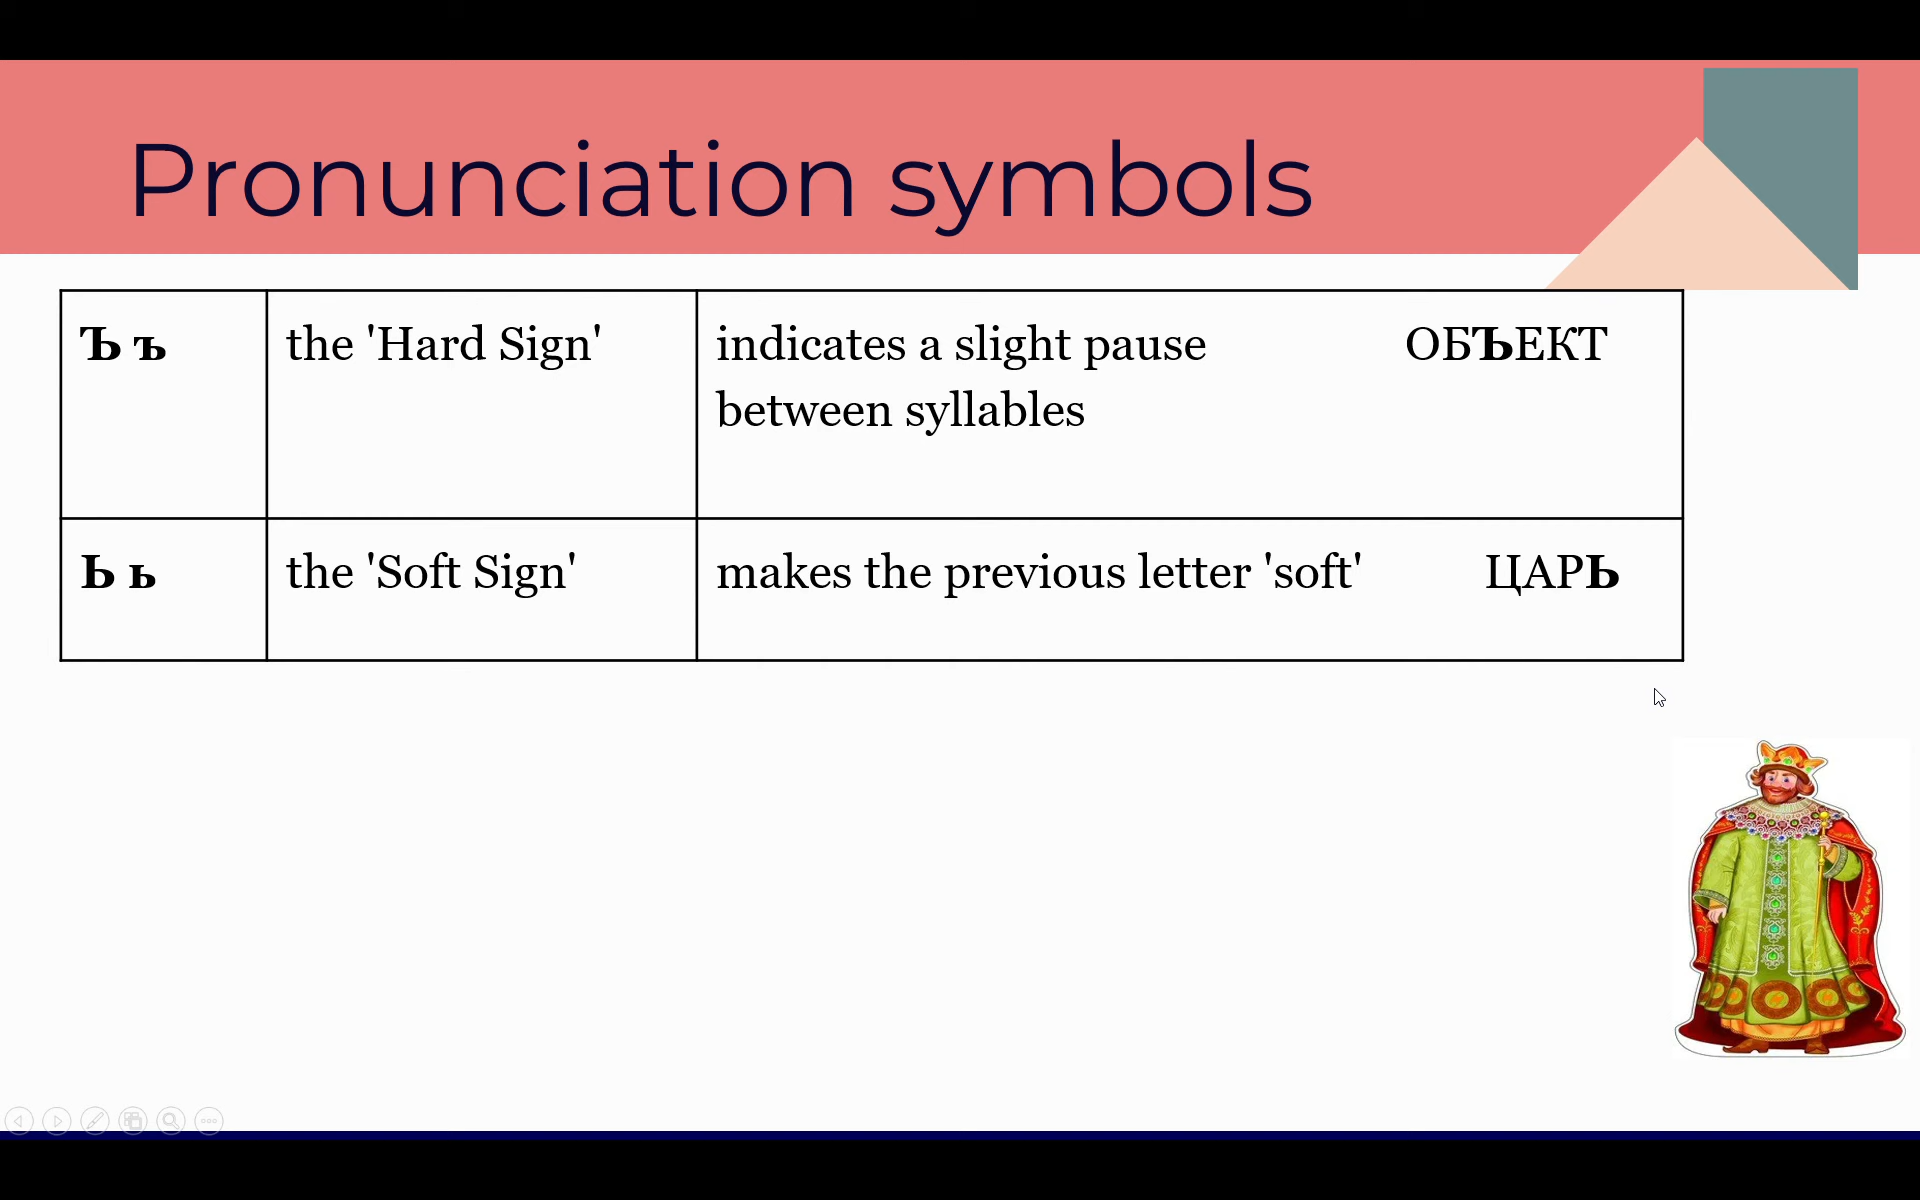 Pronunciation symbols
Ъ ъ the 'Hard Sign' indicates a slight pause ОБЪЕКТ
between syllables
Ь ь the 'Soft Sign' makes the previous letter 'soft' ЦАРЬ